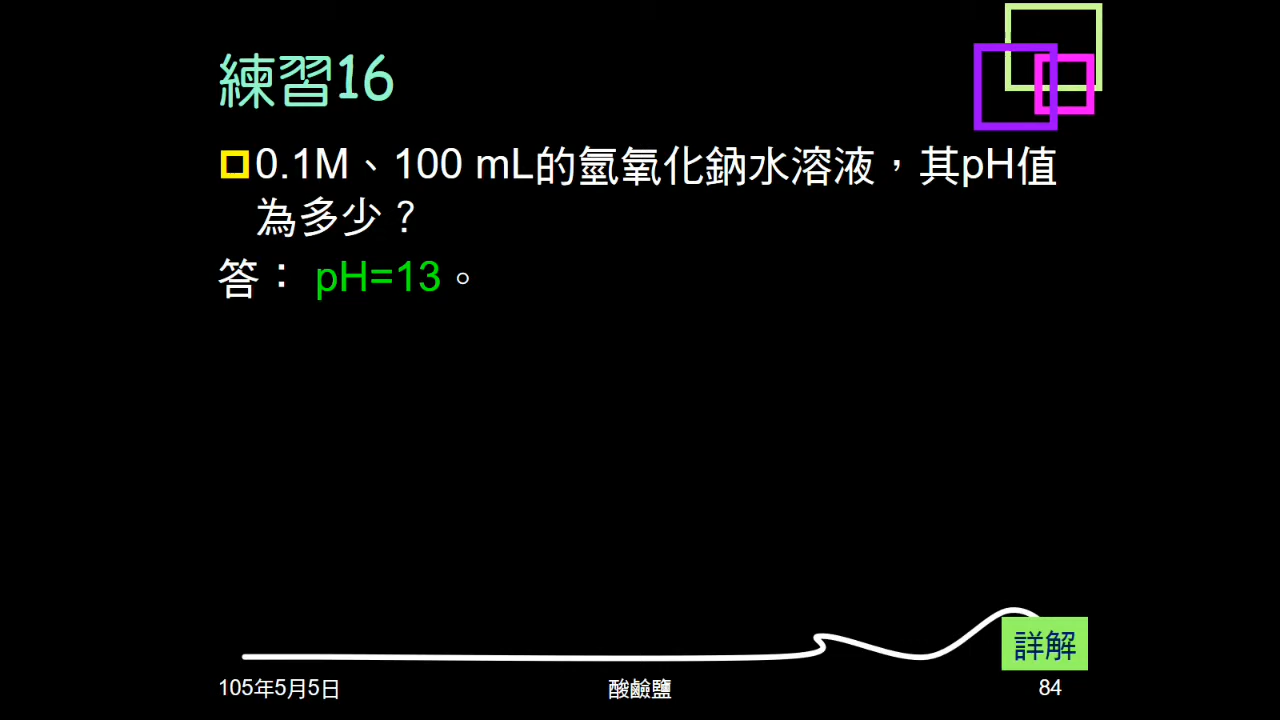 練習16
0.1M、100 mL的氫氧化鈉水溶液，其pH值
為多少？
答： pH=13。
詳解
105年5月5日
酸鹼鹽
84